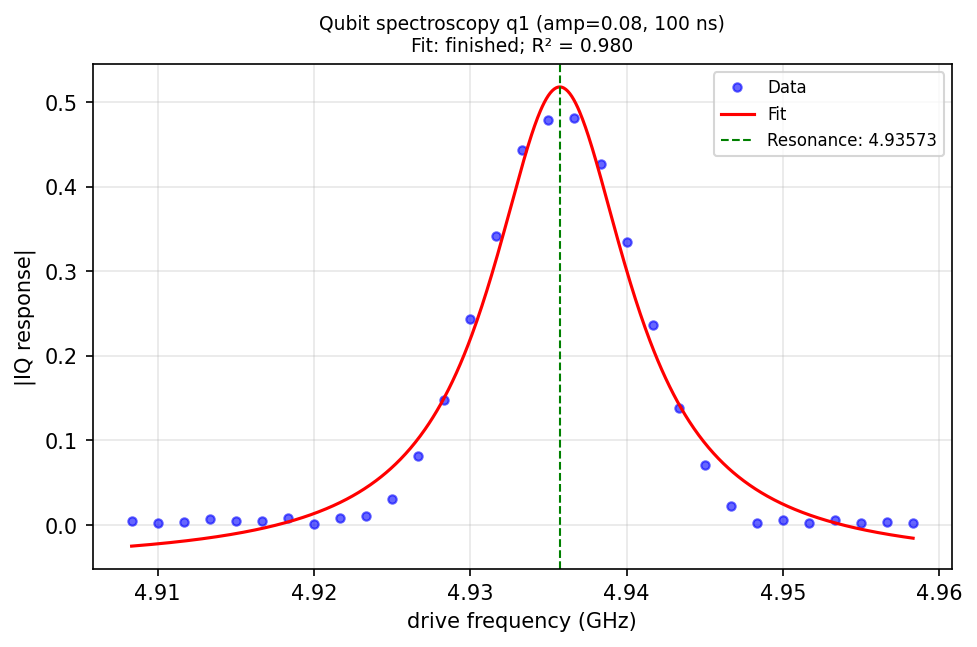 Qubit spectroscopy q1 (amp=0.08, 100 ns)
Fit: finished; R² = 0.980
Data
Fit
Resonance: 4.93573
|IQ response|
0.5
0.4
0.3
0.2
0.1
0.0
4.91 4.92 4.93 4.94 4.95 4.96
drive frequency (GHz)